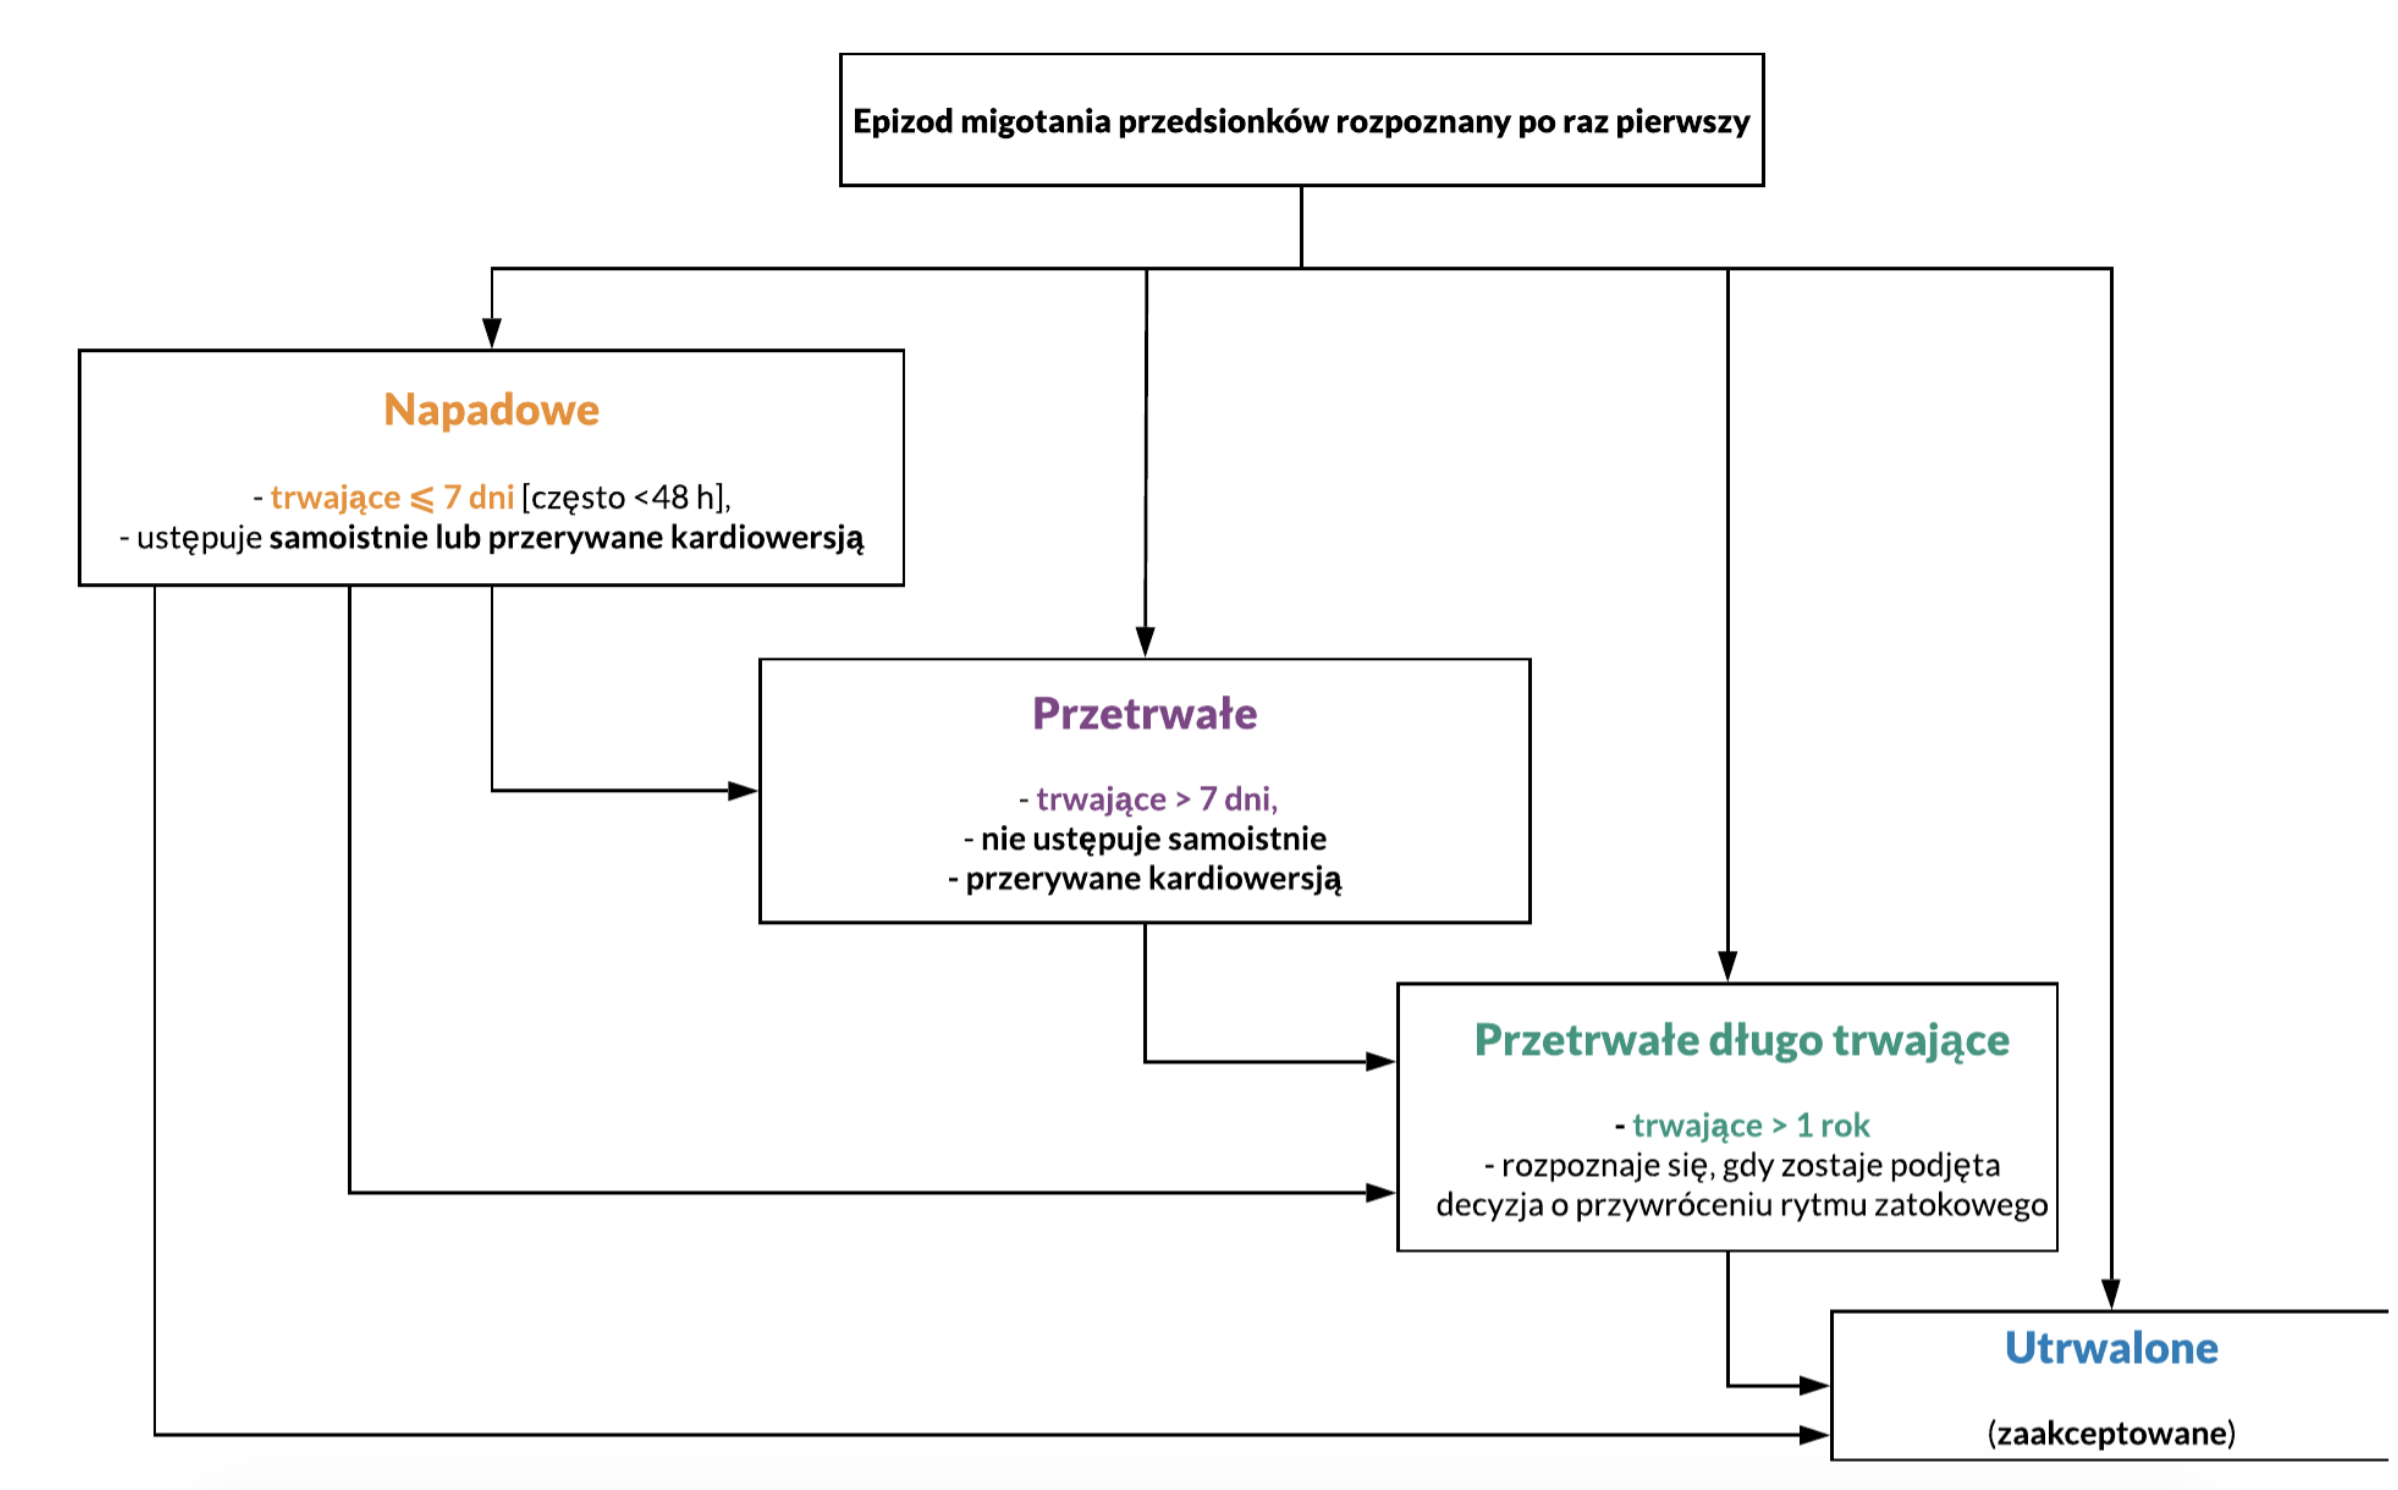 Epizod migotania przedsionków rozpoznany po raz pierwszy
Napadowe
- trwające ⩽ 7 dni [często <48 h],
- ustępuje samoistnie lub przerywane kardiowersją
Przetrwałe
- trwające > 7 dni,
- nie ustępuje samoistnie
- przerywane kardiowersją
Przetrwałe długo trwające
- trwające > 1 rok
- rozpoznaje się, gdy zostaje podjęta
decyzja o przywróceniu rytmu zatokowego
Utrwalone
(zaakceptowane)